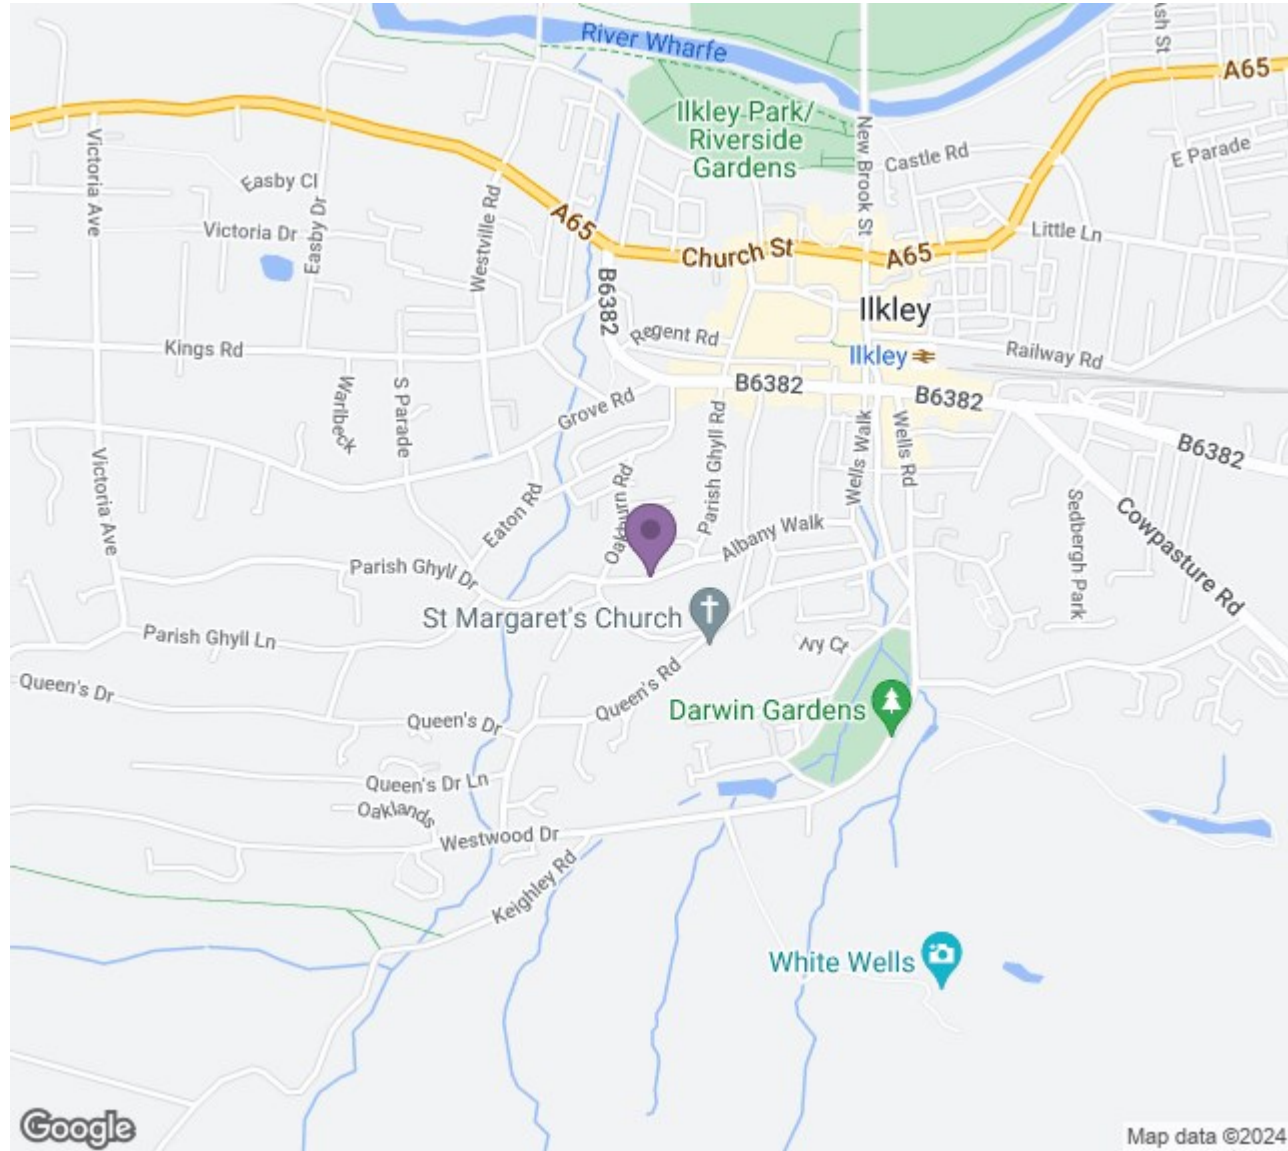 River Wharfe
Ash St
A65
Ilkley Park/
Riverside
Gardens
New Brook St
Castle Rd
E Parade
Victoria Ave
Easby Cl
Easby Dr
Westville Rd
A65
Victoria Dr
Little Ln
Church St
A65
B6382
Ilkley
Regent Rd
Kings Rd
Ilkley
Railway Rd
Warlbeck
S Parade
B6382
B6382
Grove Rd
Parish Ghyll Rd
Wells Walk
Wells Rd
B6382
Victoria Ave
Eaton Rd
Oakburn Rd
Albany Walk
Sedbergh Park
Cowpasture Rd
Parish Ghyll Dr
St Margaret's Church
Parish Ghyll Ln
Queen's Dr
Queen's Rd
Darwin Gardens
Queen's Dr
Queen's Dr Ln
Oaklands
Westwood Dr
Keighley Rd
White Wells
Google
Map data ©2024